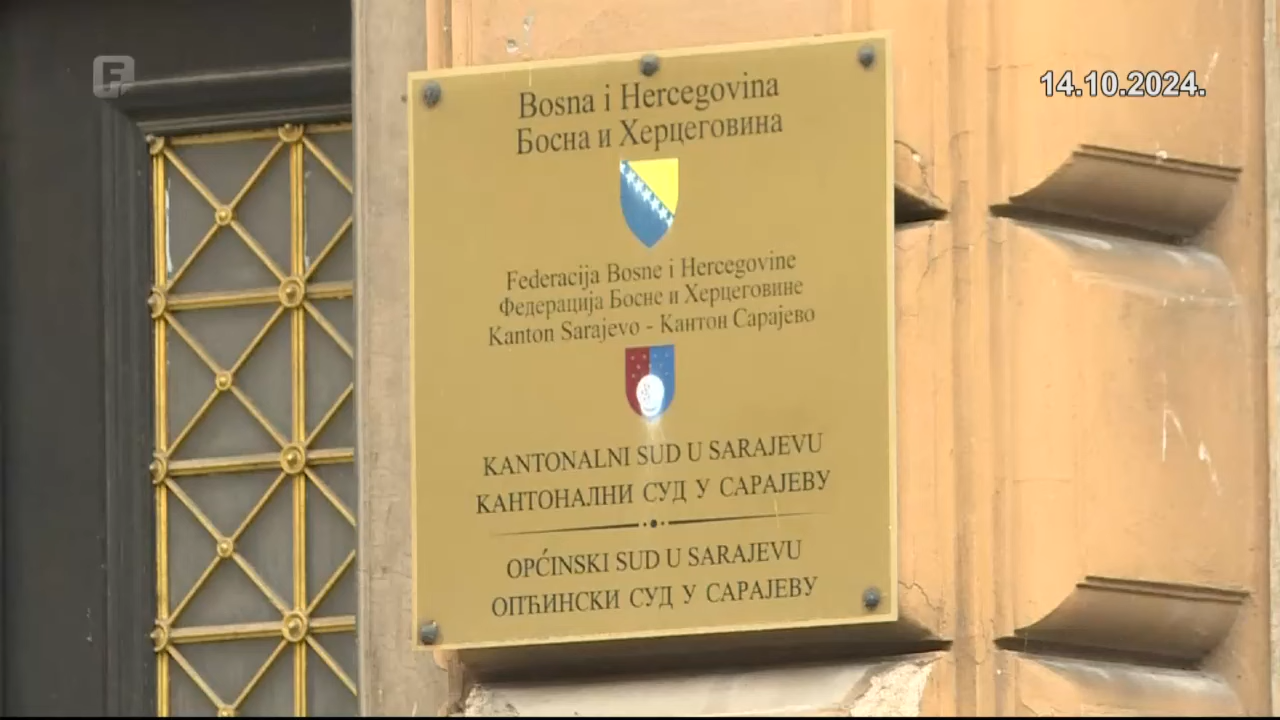 F
14.10.2024.
Bosna i Hercegovina
Босна и Херцеговина
Federacija Bosne i Hercegovine
Федерација Босне и Херцеговине
Kanton Sarajevo - Кантон Сарајево
KANTONALNI SUD U SARAJEVU
КАНТОНАЛНИ СУД У САРАЈЕВУ
OPĆINSKI SUD U SARAJEVU
ОПЋИНСКИ СУД У САРАЈЕВУ